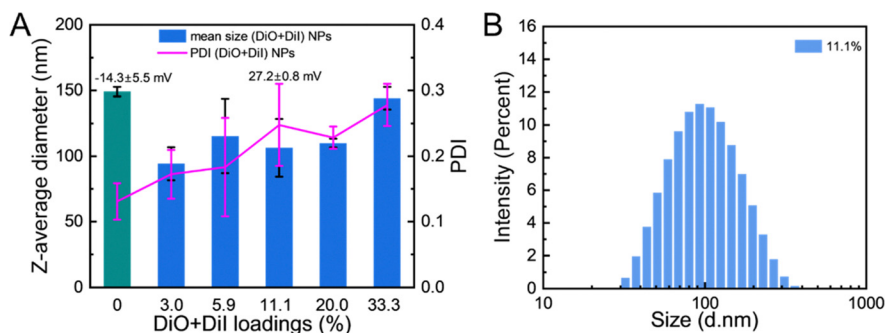 A
Z-average diameter (nm)
200
150
100
50
0
mean size (DiO+DiI) NPs
PDI (DiO+DiI) NPs
-14.3±5.5 mV
27.2±0.8 mV
0.4
0.3
0.2
0.1
0.0
PDI
0 3.0 5.9 11.1 20.0 33.3
DiO+DiI loadings (%)
B
Intensity (Percent)
16
14
12
10
8
6
4
2
0
11.1%
10 100 1000
Size (d.nm)